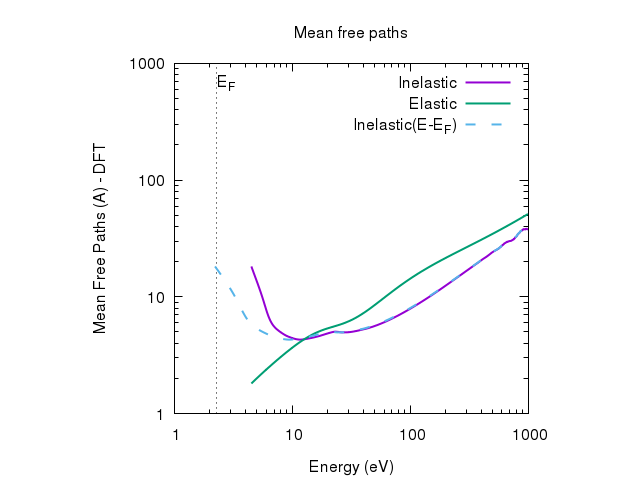 Mean free paths
1000
100
10
1
E_F
Inelastic
Elastic
Inelastic(E-E_F)
Mean Free Paths (A) - DFT
1 10 100 1000
Energy (eV)